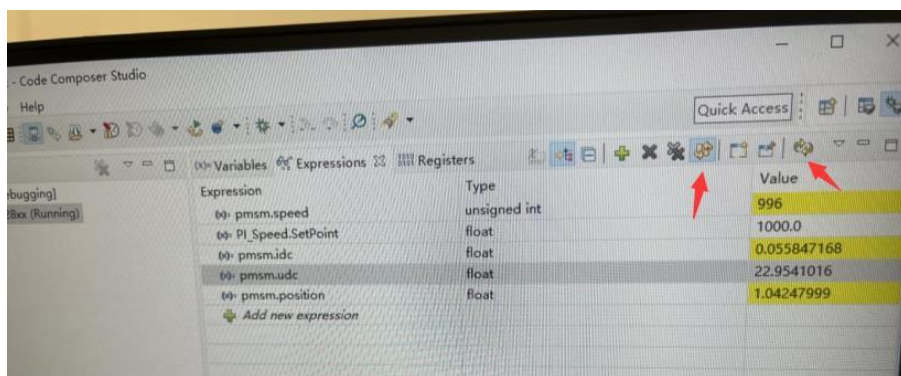 - Code Composer Studio
Help
Quick Access
(x)= Variables Expressions Registers
ebugging]
28xx (Running)
Expression Type Value
(x)= pmsm.speed unsigned int 996
(x)= PI_Speed.SetPoint float 1000.0
(x)= pmsm.idc float 0.055847168
(x)= pmsm.udc float 22.9541016
(x)= pmsm.position float 1.04247999
Add new expression